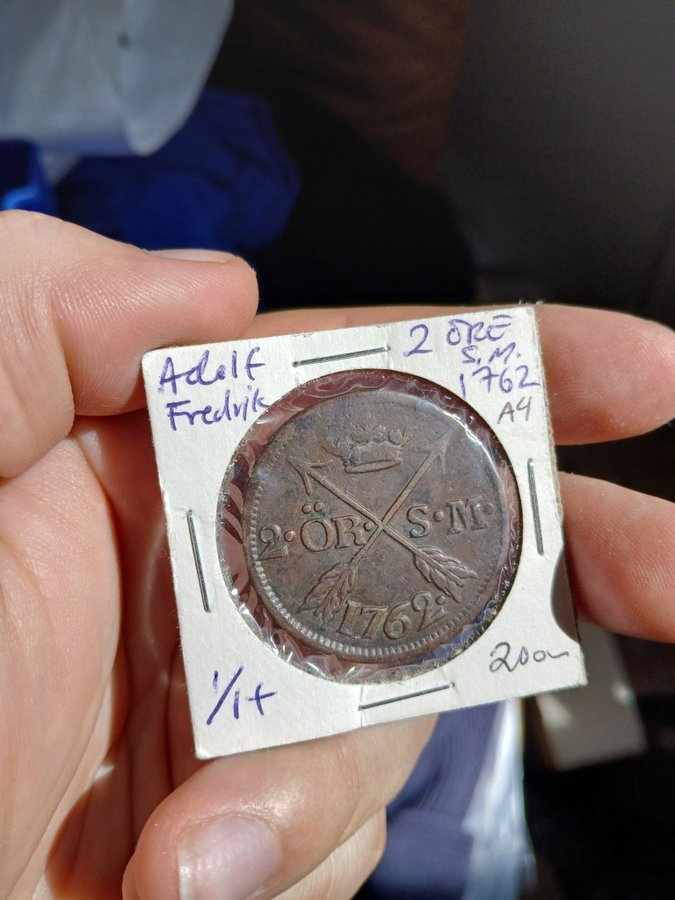 Adolf
Fredrik
2 ÖRE
S.M.
1762
A4
2·ÖR·S·M·
1762·
1/1+
200:-